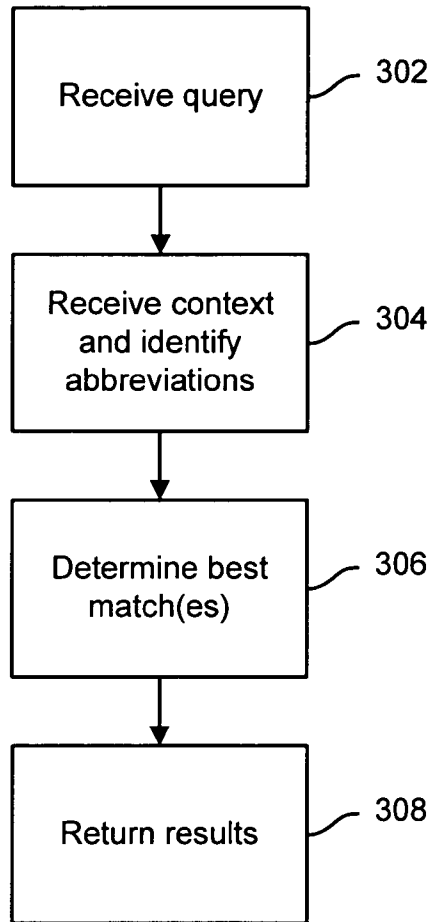 Receive query
302
Receive context
and identify
abbreviations
304
Determine best
match(es)
306
Return results
308